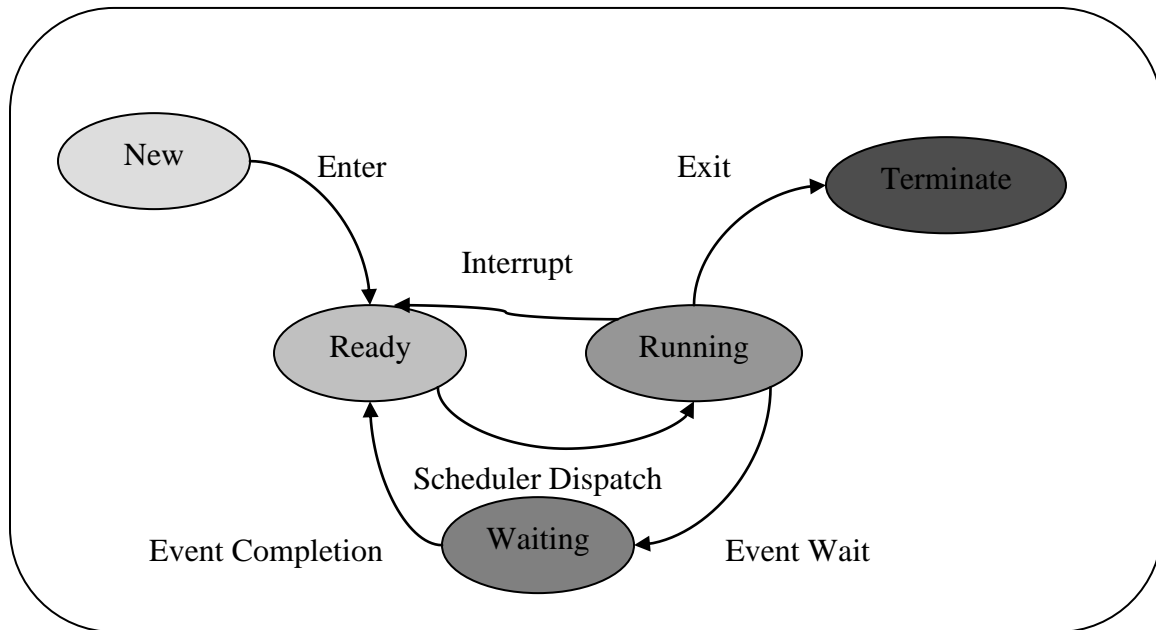 New
Enter
Exit
Terminate
Interrupt
Ready
Running
Scheduler Dispatch
Waiting
Event Completion
Event Wait